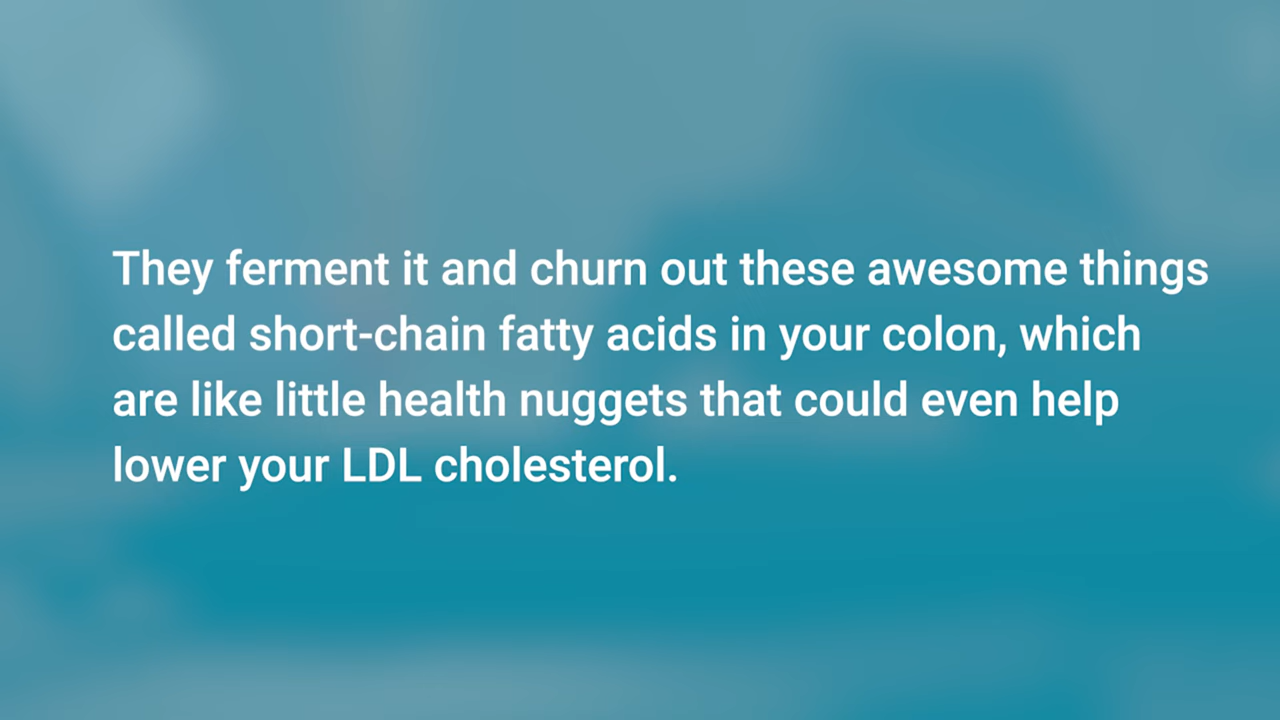 They ferment it and churn out these awesome things
called short-chain fatty acids in your colon, which
are like little health nuggets that could even help
lower your LDL cholesterol.